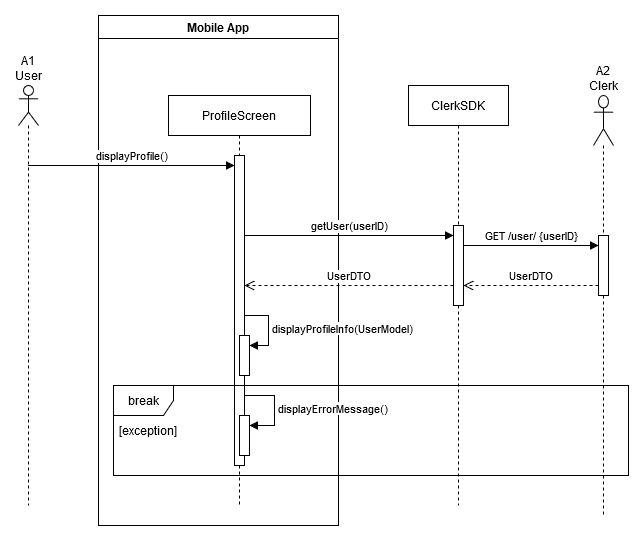 Mobile App
A1
User
A2
Clerk
ProfileScreen
ClerkSDK
displayProfile()
getUser(userID)
GET /user/ {userID}
UserDTO
UserDTO
displayProfileInfo(UserModel)
break
displayErrorMessage()
[exception]